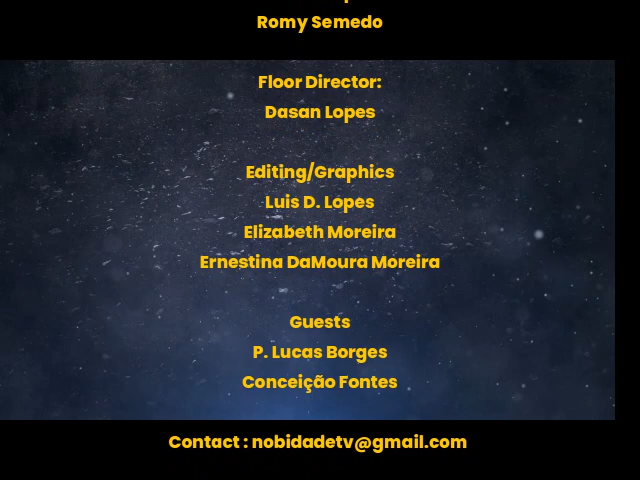 Romy Semedo
Floor Director:
Dasan Lopes
Editing/Graphics
Luis D. Lopes
Elizabeth Moreira
Ernestina DaMoura Moreira
Guests
P. Lucas Borges
Conceição Fontes
Contact : nobidadetv@gmail.com